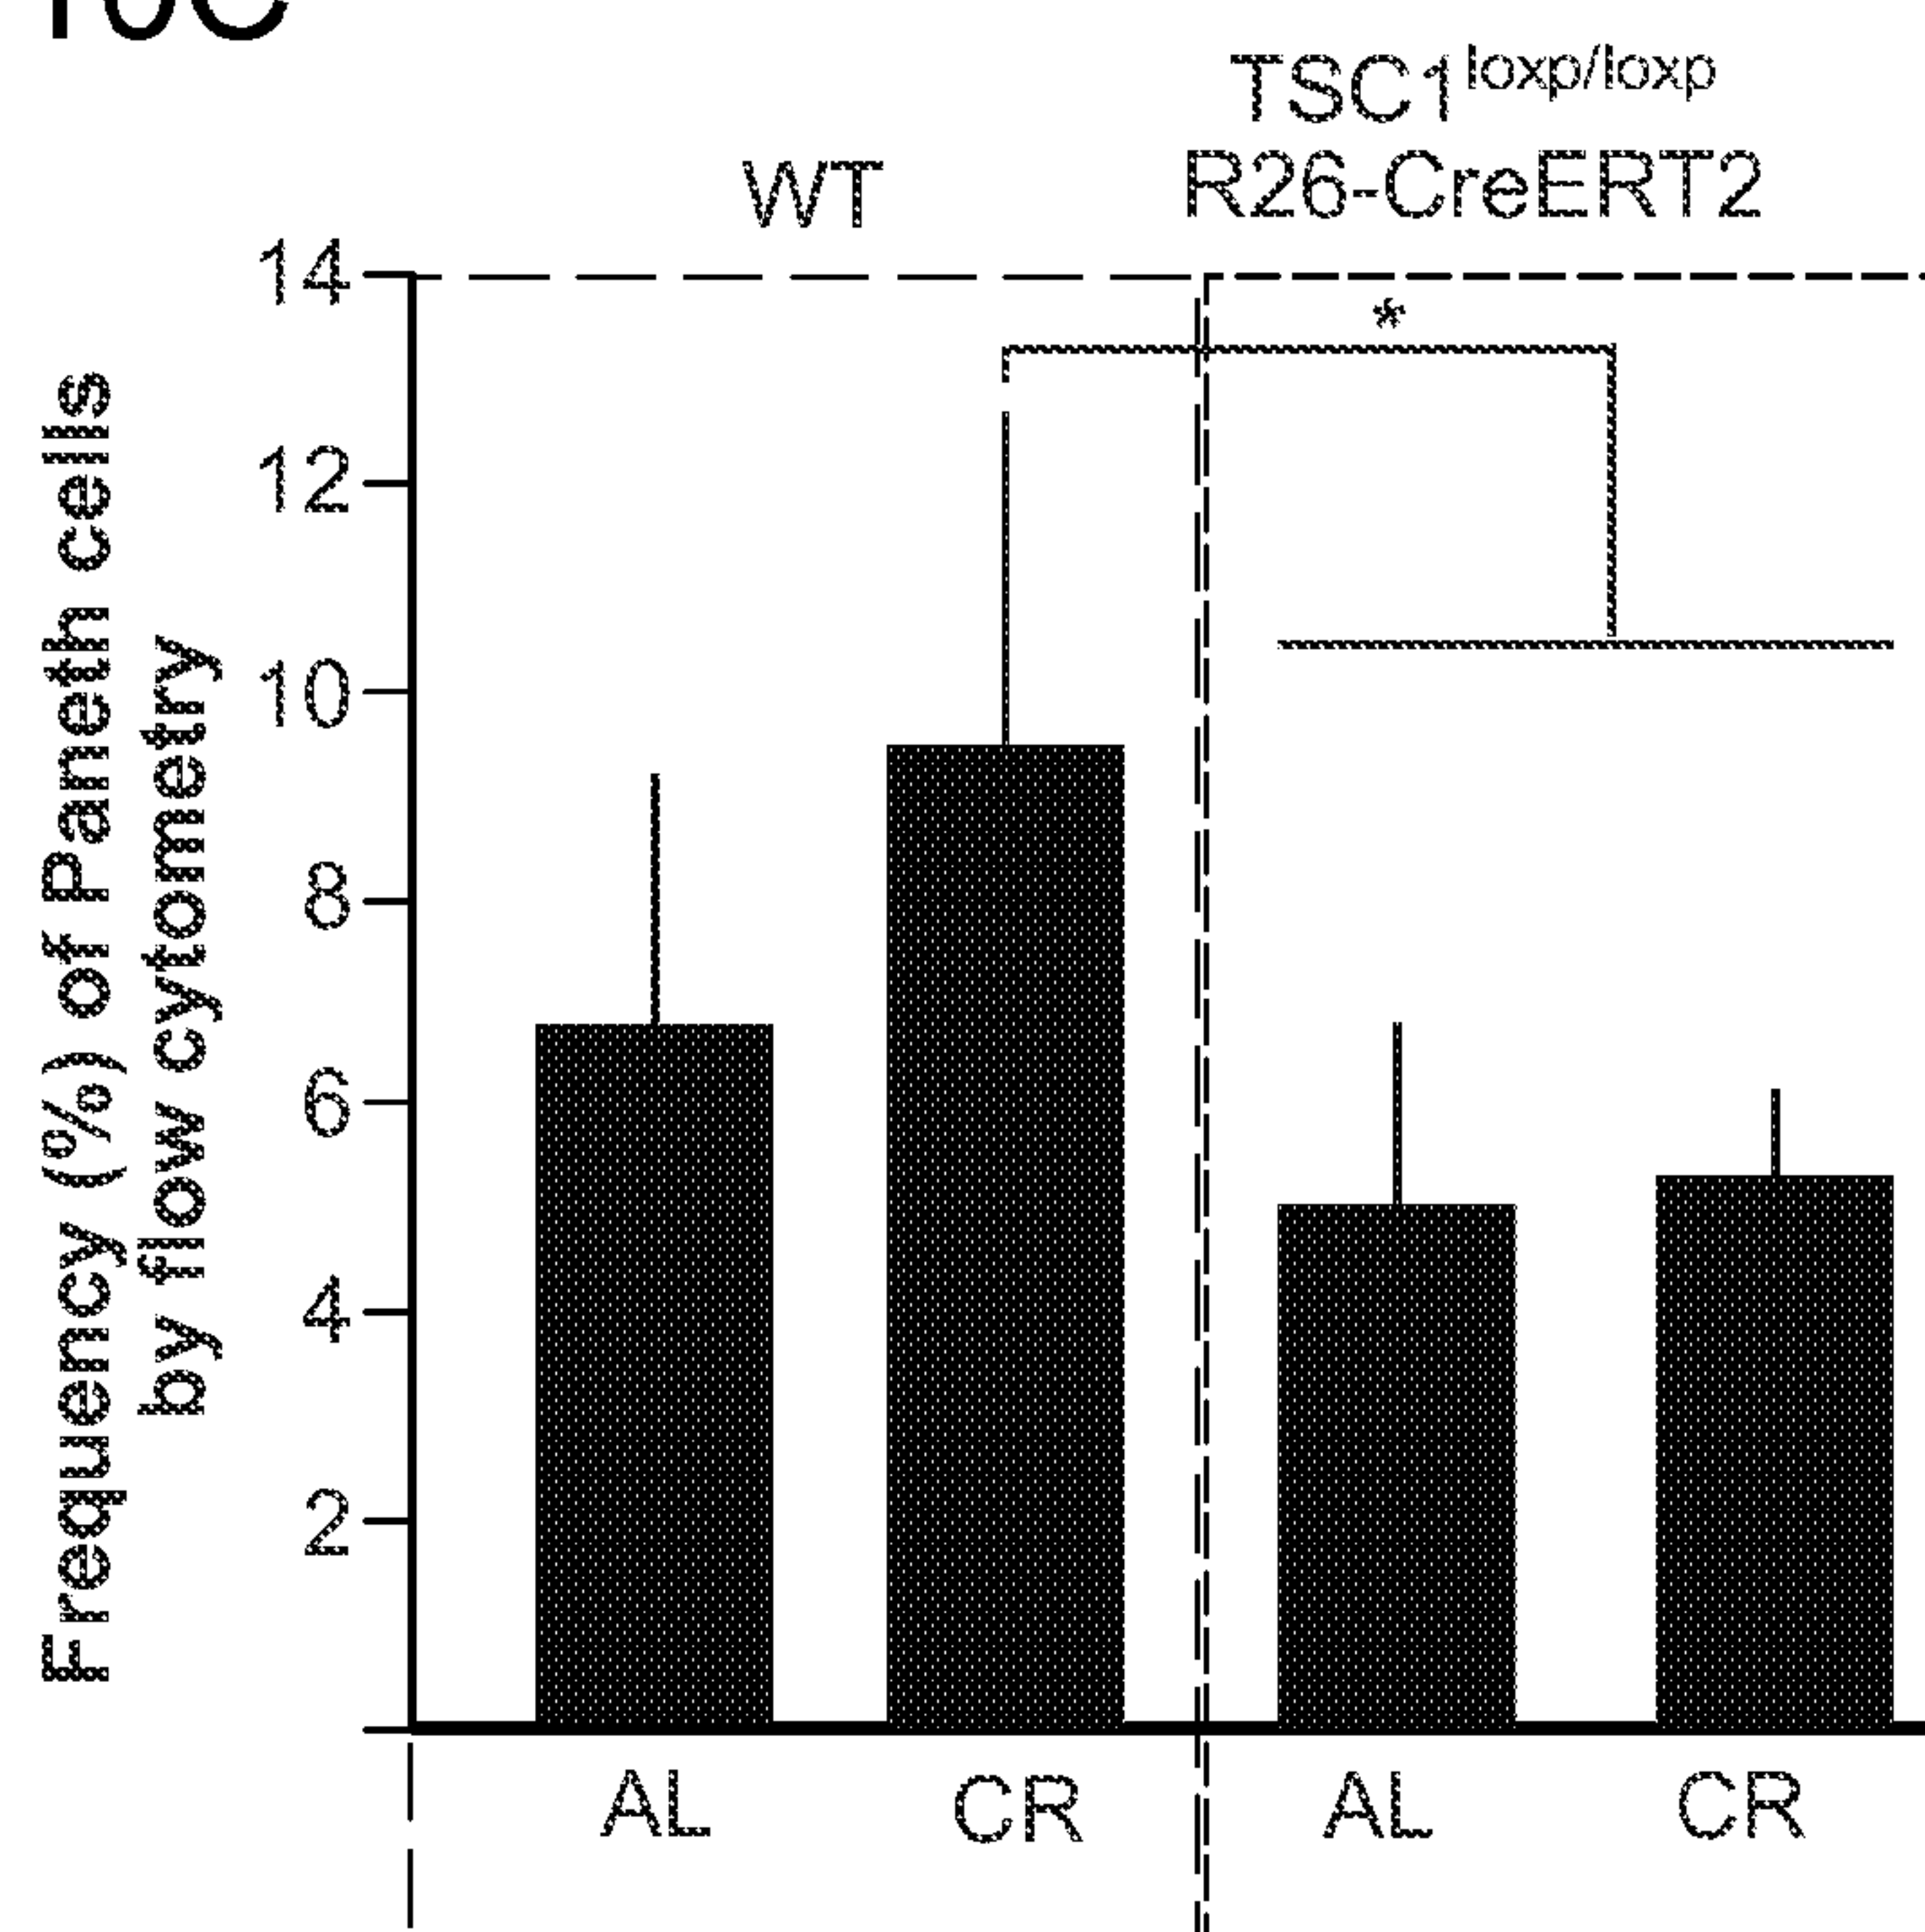 TSC1loxp/loxp
WT R26-CreERT2
14
*
12
10
8
6
4
2
Frequency (%) of Paneth cells
by flow cytometry
AL CR AL CR